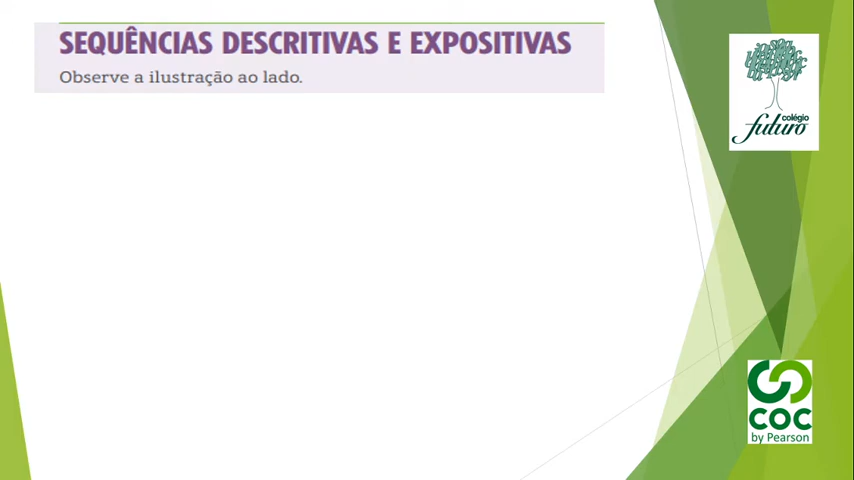 SEQUÊNCIAS DESCRITIVAS E EXPOSITIVAS
Observe a ilustração ao lado.
colégio
futuro
COC
by Pearson